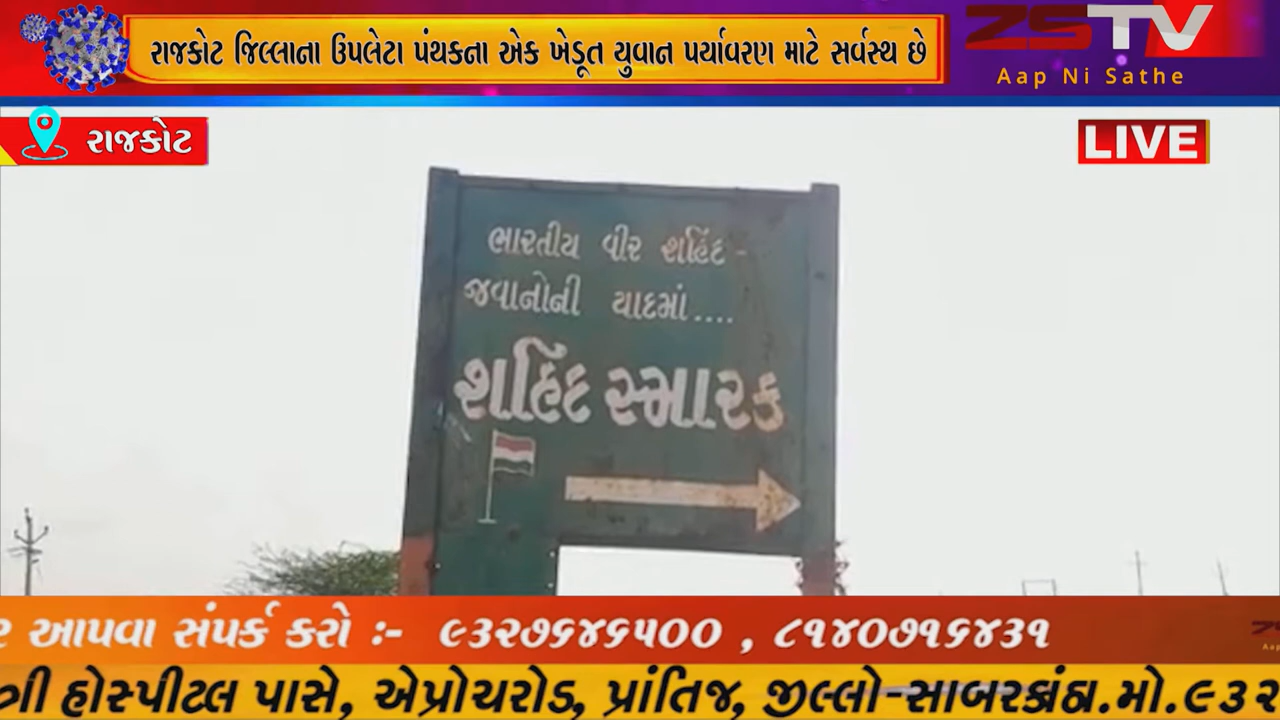 રાજકોટ જિલ્લાના ઉપલેટા પંથકના એક ખેડૂત યુવાન પર્યાવરણ માટે સર્વસ્થ છે
ZSTV
Aap Ni Sathe
રાજકોટ
LIVE
ભારતીય વીર શહિદ -
જવાનોની યાદમાં....
શહિદ સ્મારક
આપવા સંપર્ક કરો :- ૯૩૨૭૬૪૬૫૦૦ , ૮૧૪૦૭૧૬૪૩૧
હોસ્પીટલ પાસે, એપ્રોચરોડ, પ્રાંતિજ, જીલ્લો-સાબરકાંઠા.મો.૯૩૨